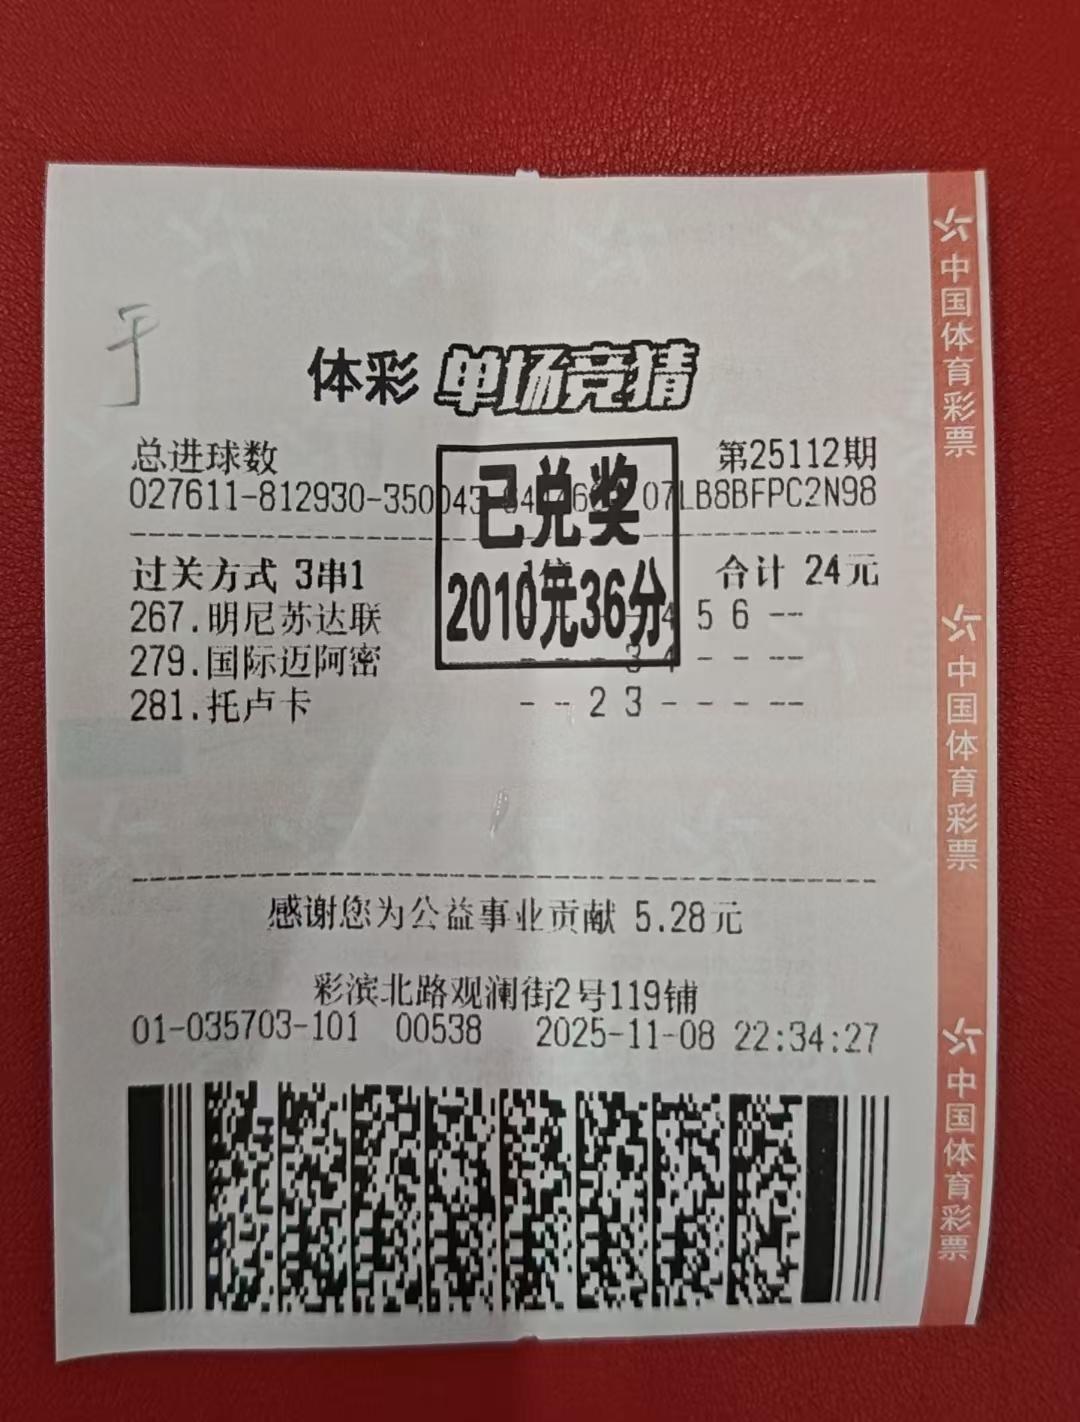 于
体彩 单场竞猜
总进球数 第25112期
027611-812930-350043 07LB8BFPC2N98
已兑奖
2010元36分
过关方式 3串1 合计 24元
267.明尼苏达联 4 5 6 --
279.国际迈阿密 - - - 3 4 - - - --
281.托卢卡 - - 2 3 - - - - --
感谢您为公益事业贡献 5.28元
彩滨北路观澜街2号119铺
01-035703-101 00538 2025-11-08 22:34:27
中国体育彩票
中国体育彩票
中国体育彩票